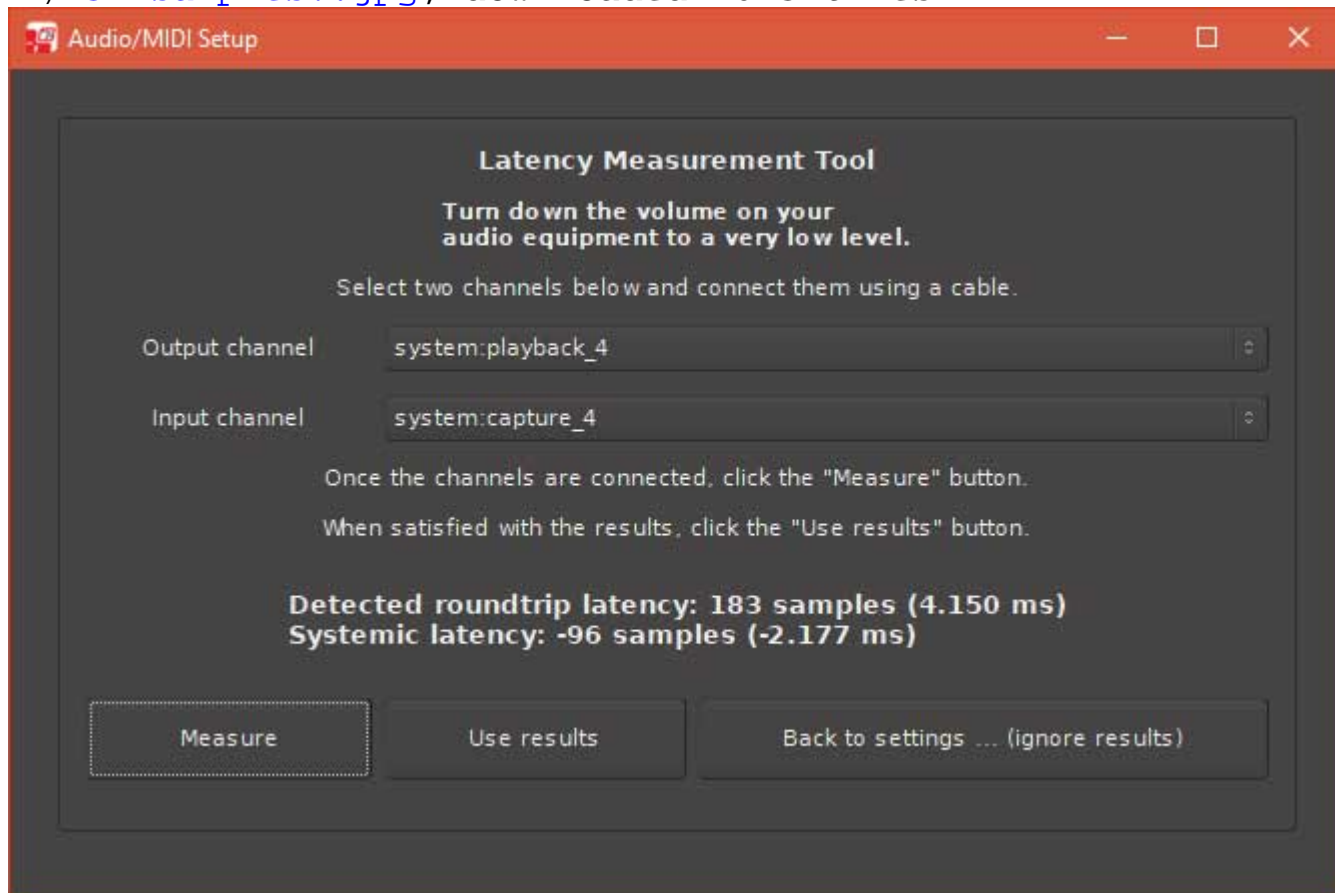 Audio/MIDI Setup
Latency Measurement Tool
Turn down the volume on your
audio equipment to a very low level.
Select two channels below and connect them using a cable.
Output channel system:playback_4
Input channel system:capture_4
Once the channels are connected, click the "Measure" button.
When satisfied with the results, click the "Use results" button.
Detected roundtrip latency: 183 samples (4.150 ms)
Systemic latency: -96 samples (-2.177 ms)
Measure Use results Back to settings ... (ignore results)